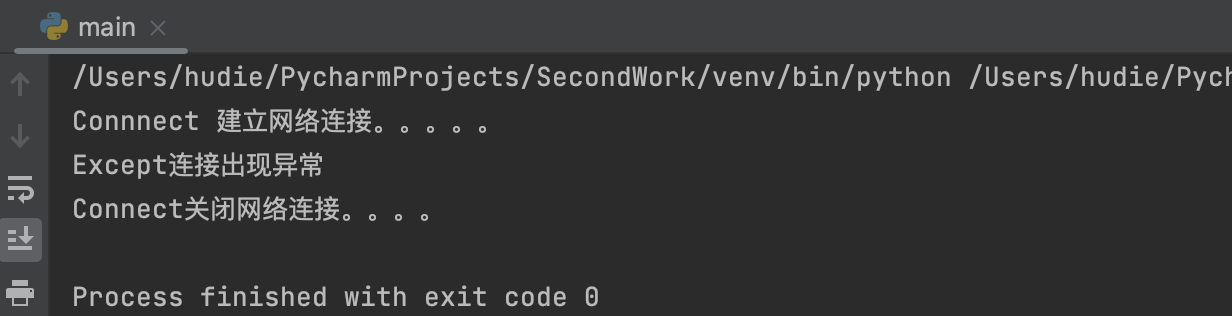 main
/Users/hudie/PycharmProjects/SecondWork/venv/bin/python /Users/hudie/Pych
Connnect 建立网络连接。。。。。
Except连接出现异常
Connect关闭网络连接。。。。
Process finished with exit code 0